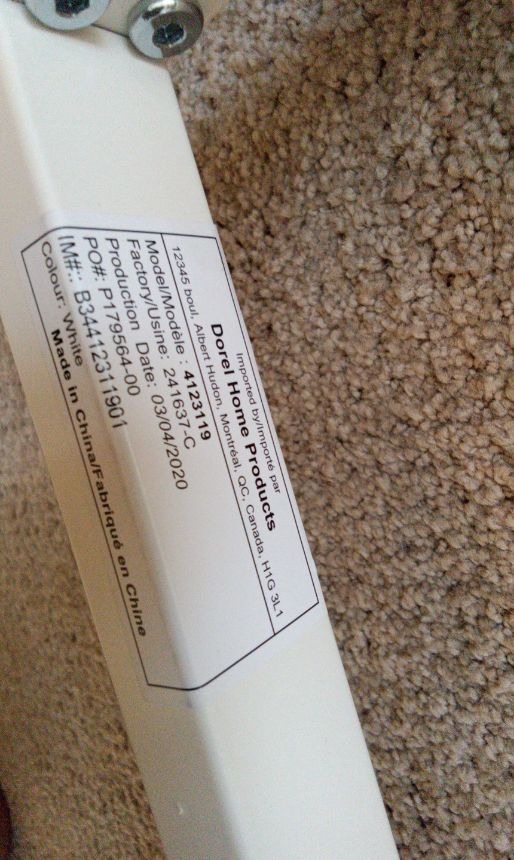 Imported by/Importé par
Dorel Home Products
12345 boul. Albert Hudon, Montréal, QC, Canada, H1G 3L1
Model/Modèle : 4123119
Factory/Usine: 241637-C
Production Date: 03/04/2020
PO#: P179564-00
IM#:: B34412311901
Colour: White
Made in China/Fabriqué en Chine